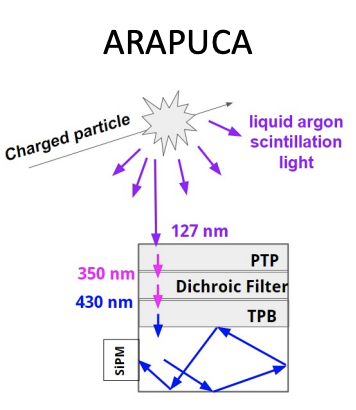 ARAPUCA
Charged particle
liquid argon
scintillation
light
127 nm
PTP
350 nm
Dichroic Filter
430 nm
TPB
SiPM